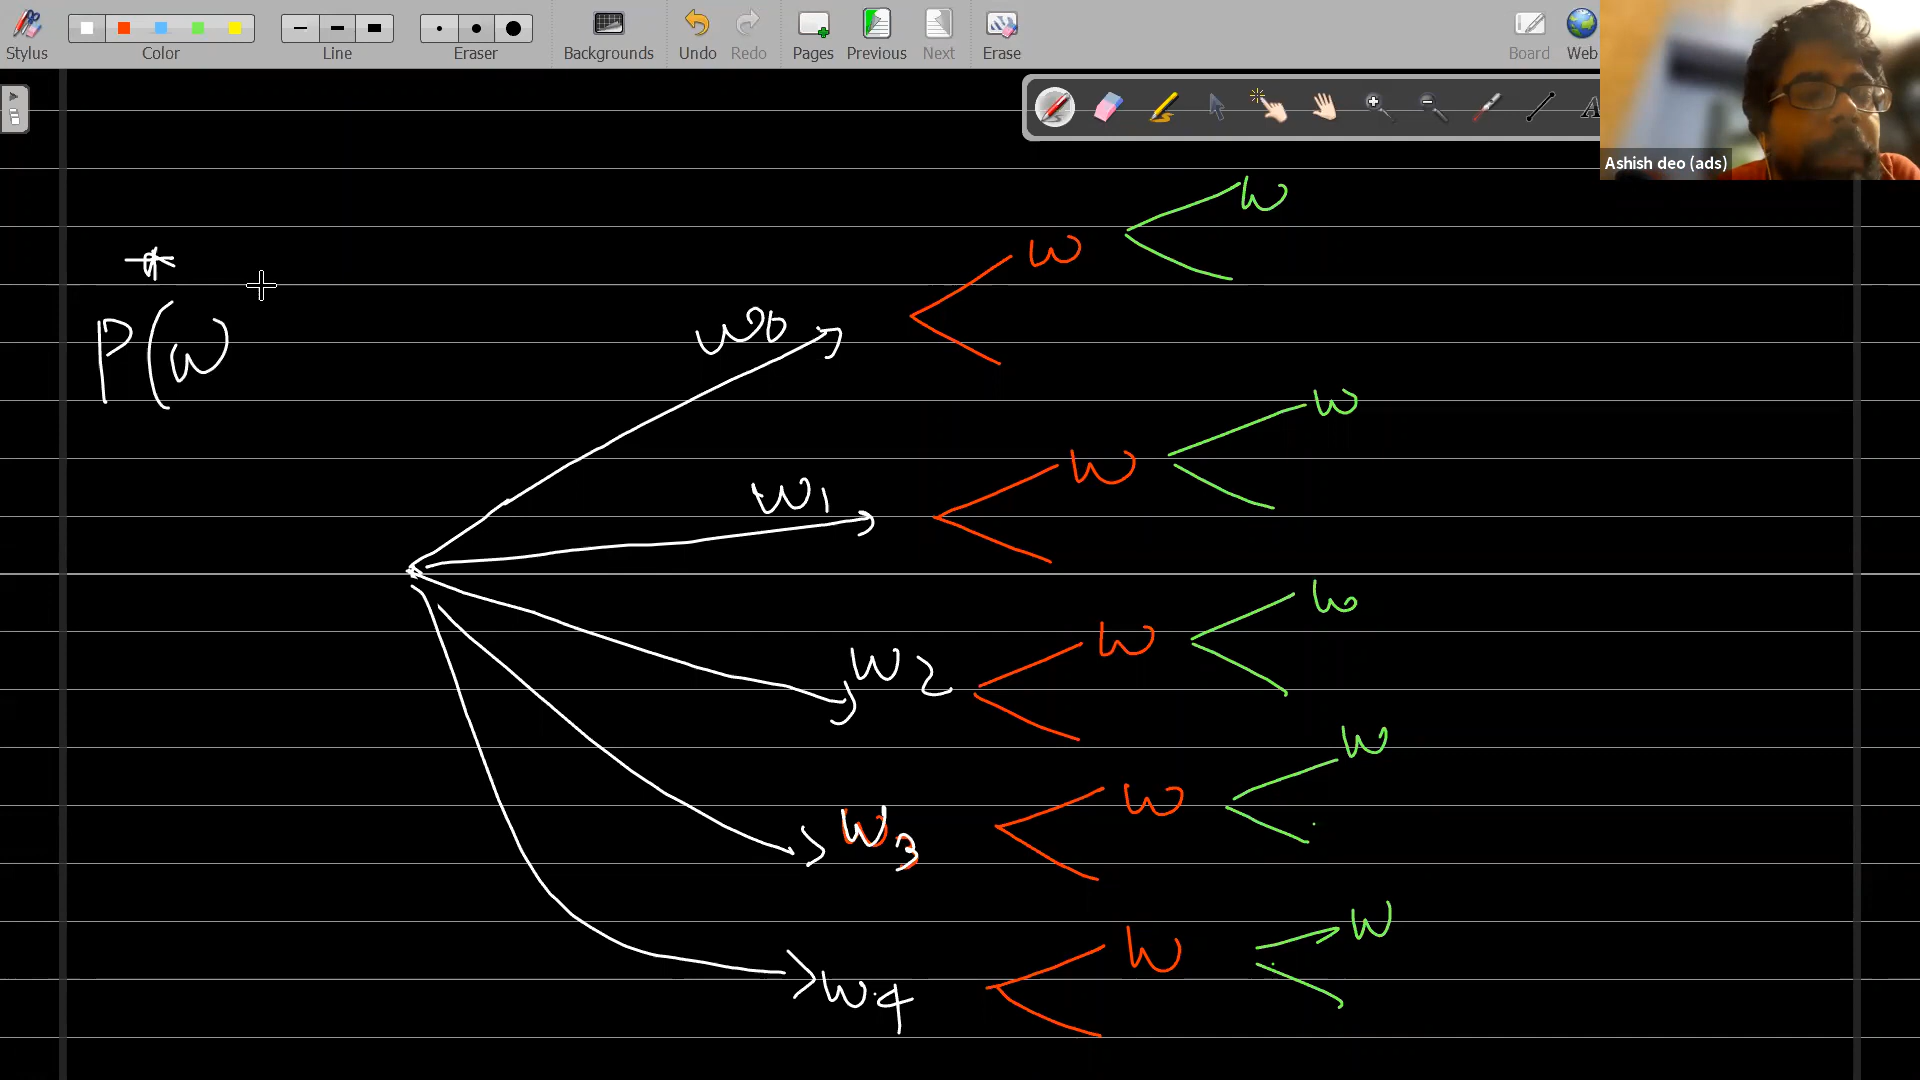 Stylus
Color
Line
Eraser
Backgrounds
Undo
Redo
Pages
Previous
Next
Erase
Board
Web
A
Ashish deo (ads)
*
P(w
w0
w
w
w1
w
w
w2
w
w
w3
w
w
w4
w
w